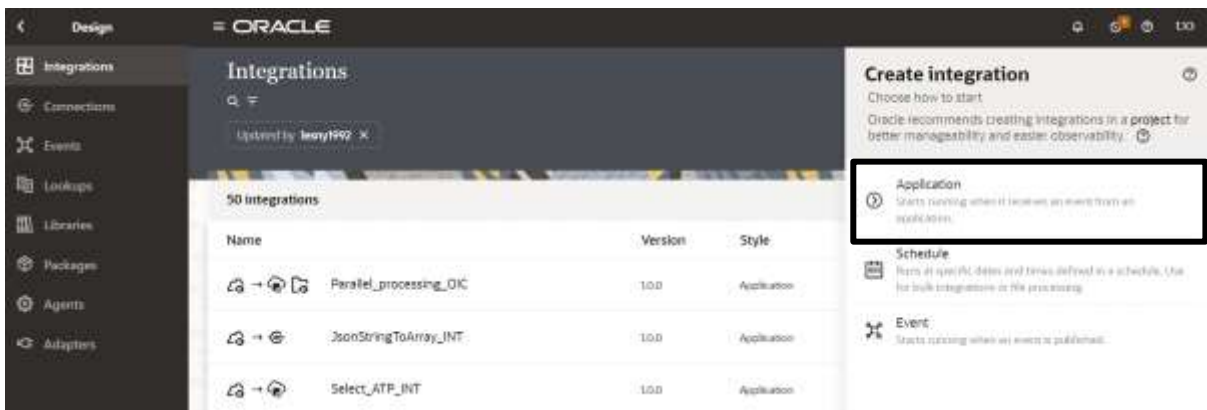 Design
ORACLE
Integrations
Connections
Events
Lookups
Libraries
Packages
Agents
Adapters
Integrations
Updated by leony1992 ×
50 integrations
Name Version Style
Parallel_processing_OIC 1.0.0 Application
JsonStringToArray_INT 1.0.0 Application
Select_ATP_INT 1.0.0 Application
Create integration
Choose how to start
Oracle recommends creating integrations in a project for
better manageability and easier observability.
Application
Starts running when it receives an event from an
application.
Schedule
Runs at specific dates and times defined in a schedule. Use
for bulk integrations or file processing.
Event
Starts running when an event is published.